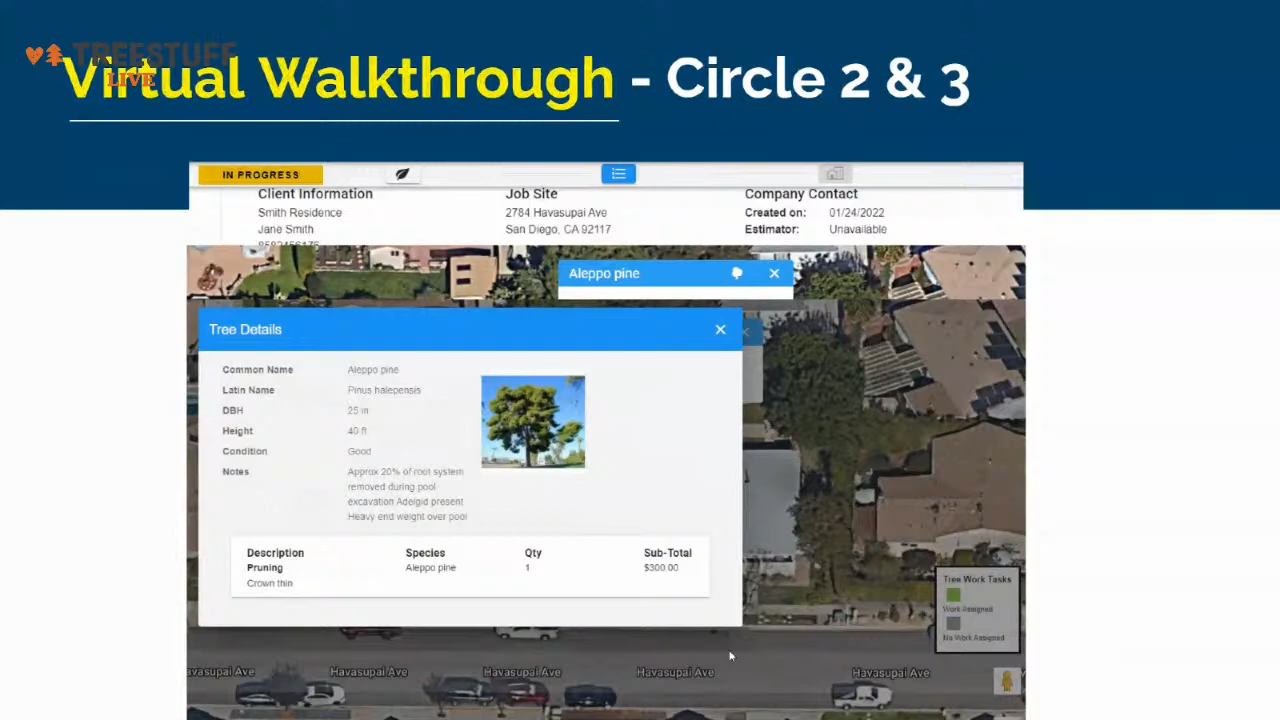 TREESTUFF
LIVE
Virtual Walkthrough - Circle 2 & 3
IN PROGRESS
Client Information
Smith Residence
Jane Smith
Job Site
2784 Havasupai Ave
San Diego, CA 92117
Company Contact
Created on: 01/24/2022
Estimator: Unavailable
Aleppo pine
Tree Details
Common Name Aleppo pine
Latin Name Pinus halepensis
DBH 25 in
Height 40 ft
Condition Good
Notes Approx 20% of root system
removed during pool
excavation Adelgid present
Heavy end weight over pool
Description Species Qty Sub-Total
Pruning Aleppo pine 1 $300.00
Crown thin
Tree Work Tasks
Work Assigned
No Work Assigned
vasupai Ave Havasupai Ave Havasupai Ave Havasupai Ave Havasupai Ave